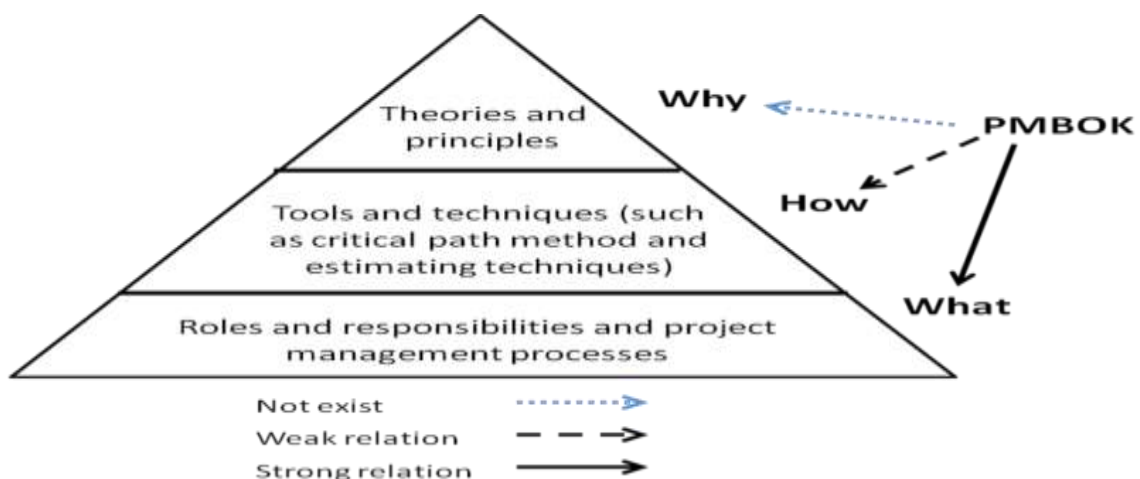 Theories and
principles
Why
PMBOK
How
Tools and techniques (such
as critical path method and
estimating techniques)
What
Roles and responsibilities and project
management processes
Not exist
Weak relation
Strong relation